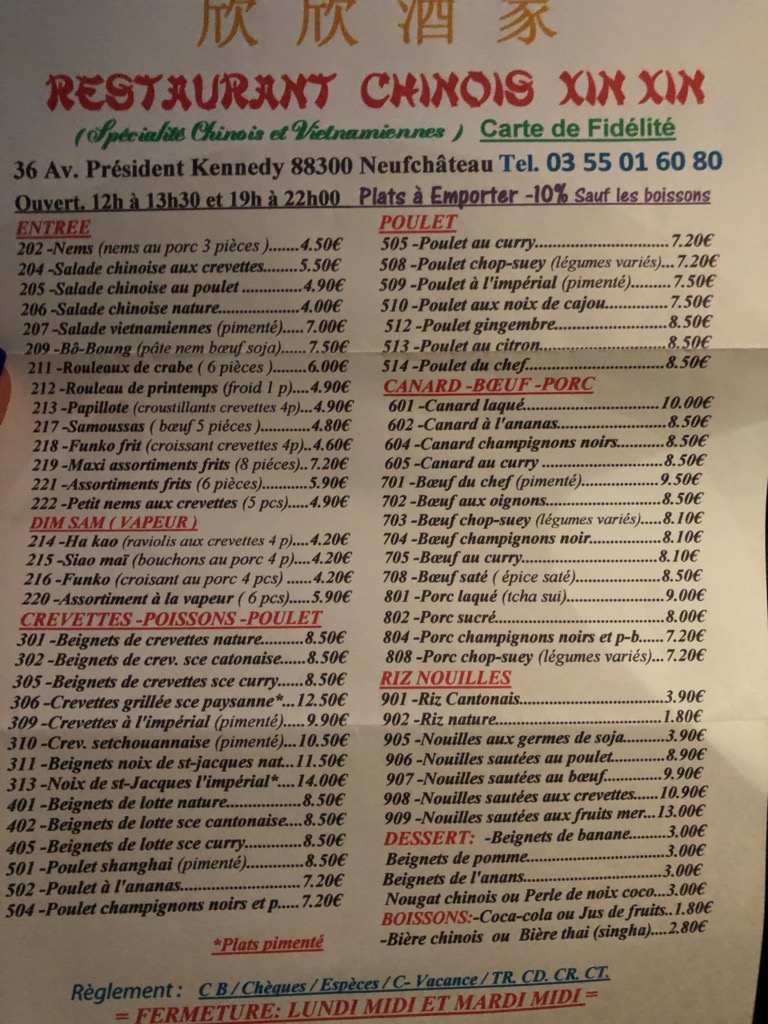 欣欣酒家
RESTAURANT CHINOIS XIN XIN
(Spécialité Chinois et Vietnamiennes) Carte de Fidélité
36 Av. Président Kennedy 88300 Neufchâteau Tel. 03 55 01 60 80
Ouvert. 12h à 13h30 et 19h à 22h00 Plats à Emporter -10% Sauf les boissons
ENTREE
202 -Nems (nems au porc 3 pièces).......4.50€
204 -Salade chinoise aux crevettes........5.50€
205 -Salade chinoise au poulet .............4.90€
206 -Salade chinoise nature..................4.00€
207 -Salade vietnamiennes (pimenté)....7.00€
209 -Bô-Boung (pâte nem bœuf soja)......7.50€
211 -Rouleaux de crabe ( 6 pièces ).........6.00€
212 -Rouleau de printemps (froid 1 p)....4.90€
213 -Papillote (croustillants crevettes 4p)...4.90€
217 -Samoussas ( bœuf 5 piéces )...........4.80€
218 -Funko frit (croissant crevettes 4p)..4.60€
219 -Maxi assortiments frits (8 piéces)..7.20€
221 -Assortiments frits (6 pièces)...........5.90€
222 -Petit nems aux crevettes (5 pcs).....4.90€
DIM SAM ( VAPEUR )
214 -Ha kao (raviolis aux crevettes 4 p)....4.20€
215 -Siao maï (bouchons au porc 4 p).....4.20€
216 -Funko (croisant au porc 4 pcs) ......4.20€
220 -Assortiment à la vapeur ( 6 pcs).....5.90€
CREVETTES -POISSONS -POULET
301 -Beignets de crevettes nature.........8.50€
302 -Beignets de crev. sce catonaise......8.50€
305 -Beignets de crevettes sce curry......8.50€
306 -Crevettes grillée sce paysanne*...12.50€
309 -Crevettes à l'impérial (pimenté).....9.90€
310 -Crev. setchouannaise (pimenté)...10.50€
311 -Beignets noix de st-jacques nat...11.50€
313 -Noix de st-Jacques l'impérial*....14.00€
401 -Beignets de lotte nature...............8.50€
402 -Beignets de lotte sce cantonaise....8.50€
405 -Beignets de lotte sce curry............8.50€
501 -Poulet shanghai (pimenté)...........8.50€
502 -Poulet à l'ananas.........................7.20€
504 -Poulet champignons noirs et p.....7.20€
*Plats pimenté
POULET
505 -Poulet au curry...........................7.20€
508 -Poulet chop-suey (légumes variés)...7.20€
509 -Poulet à l'impérial (pimenté).........7.50€
510 -Poulet aux noix de cajou..............7.50€
512 -Poulet gingembre.........................8.50€
513 -Poulet au citron...........................8.50€
514 -Poulet du chef..............................8.50€
CANARD -BŒUF -PORC
601 -Canard laqué............................10.00€
602 -Canard à l'ananas........................8.50€
604 -Canard champignons noirs..........8.50€
605 -Canard au curry ........................8.50€
701 -Bœuf du chef (pimenté)...............9.50€
702 -Bœuf aux oignons........................8.50€
703 -Bœuf chop-suey (légumes variés).....8.10€
704 -Bœuf champignons noir...............8.10€
705 -Bœuf au curry...........................8.10€
708 -Bœuf saté ( épice saté).................8.50€
801 -Porc laqué (tcha sui)...................9.00€
802 -Porc sucré...................................8.00€
804 -Porc champignons noirs et p-b......7.20€
808 -Porc chop-suey (légumes variés)...7.20€
RIZ NOUILLES
901 -Riz Cantonais.............................3.90€
902 -Riz nature...................................1.80€
905 -Nouilles aux germes de soja.........3.90€
906 -Nouilles sautées au poulet...........8.90€
907 -Nouilles sautées au bœuf.............9.90€
908 -Nouilles sautées aux crevettes.....10.90€
909 -Nouilles sautées aux fruits mer...13.00€
DESSERT: -Beignets de banane.........3.00€
Beignets de pomme.........................3.00€
Beignets de l'anans.........................3.00€
Nougat chinois ou Perle de noix coco...3.00€
BOISSONS:-Coca-cola ou Jus de fruits..1.80€
-Bière chinois ou Bière thai (singha)....2.80€
Règlement : C B / Chèques / Espèces / C- Vacance / TR. CD. CR. CT.
= FERMETURE: LUNDI MIDI ET MARDI MIDI =